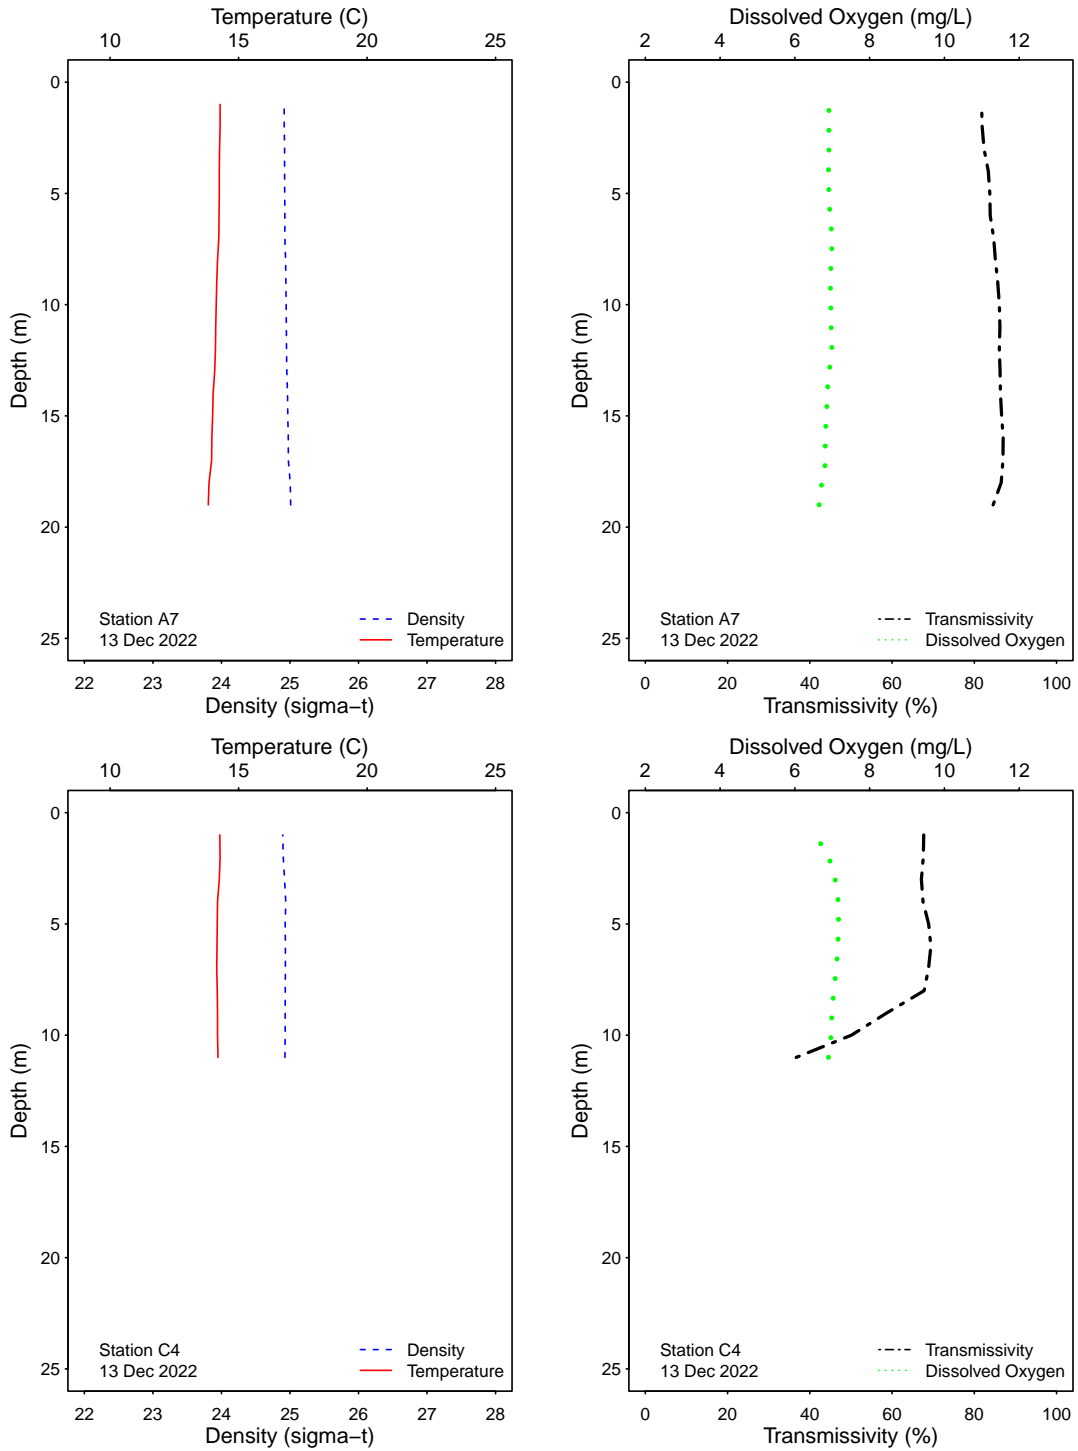 Temperature (C)
10 15 20 25
0
5
10
15
20
25
Depth (m)
Station A7
13 Dec 2022
Density
Temperature
22 23 24 25 26 27 28
Density (sigma−t)
Dissolved Oxygen (mg/L)
2 4 6 8 10 12
0
5
10
15
20
25
Depth (m)
Station A7
13 Dec 2022
Transmissivity
Dissolved Oxygen
0 20 40 60 80 100
Transmissivity (%)
Temperature (C)
10 15 20 25
0
5
10
15
20
25
Depth (m)
Station C4
13 Dec 2022
Density
Temperature
22 23 24 25 26 27 28
Density (sigma−t)
Dissolved Oxygen (mg/L)
2 4 6 8 10 12
0
5
10
15
20
25
Depth (m)
Station C4
13 Dec 2022
Transmissivity
Dissolved Oxygen
0 20 40 60 80 100
Transmissivity (%)